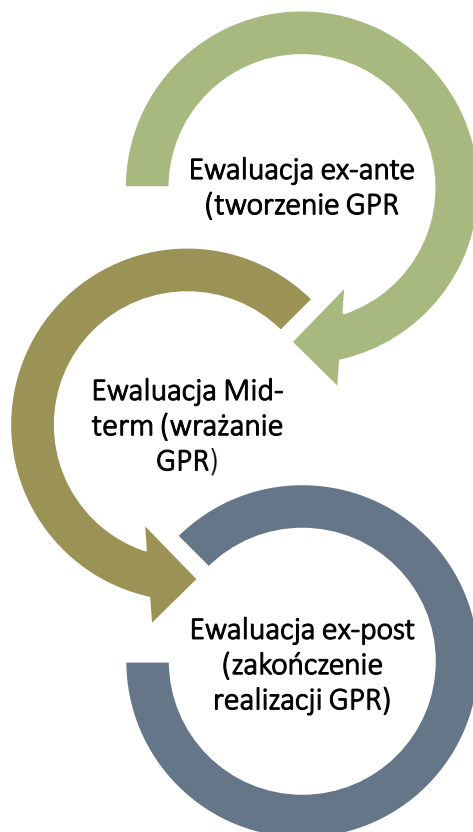 Ewaluacja ex-ante
(tworzenie GPR
Ewaluacja Mid-
term (wrażanie
GPR)
Ewaluacja ex-post
(zakończenie
realizacji GPR)